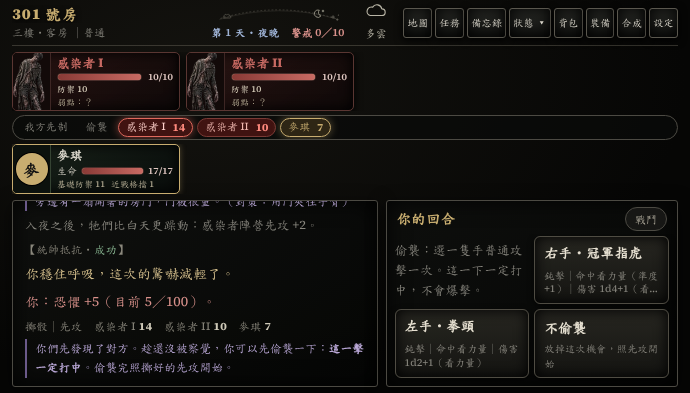 301 號房
三樓・客房｜普通
第 1 天・夜晚　警戒 0／10
多雲
地圖
任務
備忘錄
狀態 ▾
背包
裝備
合成
設定
感染者 I
10/10
防禦 10
弱點：？
感染者 II
10/10
防禦 10
弱點：？
我方先制　偷襲　感染者 I 14　感染者 II 10　麥琪 7
麥
麥琪
生命 17/17
基礎防禦 11　近戰格擋 1
入夜之後，牠們比白天更躁動：感染者陣營先攻 +2。
【統帥抵抗・成功】
你穩住呼吸，這次的驚嚇減輕了。
你：恐懼 +5（目前 5／100）。
擲骰｜先攻　感染者 I 14　感染者 II 10　麥琪 7
你們先發現了對方。趁還沒被察覺，你可以先偷襲一下：這一擊
一定打中。偷襲完照擲好的先攻開始。
你的回合
戰鬥
偷襲：選一隻手普通攻
擊一次。這一下一定打
中，不會爆擊。
右手・冠軍指虎
鈍擊｜命中看力量（準度
+1）｜傷害 1d4+1（看…
左手・拳頭
鈍擊｜命中看力量｜傷害
1d2+1（看力量）
不偷襲
放掉這次機會，照先攻開
始